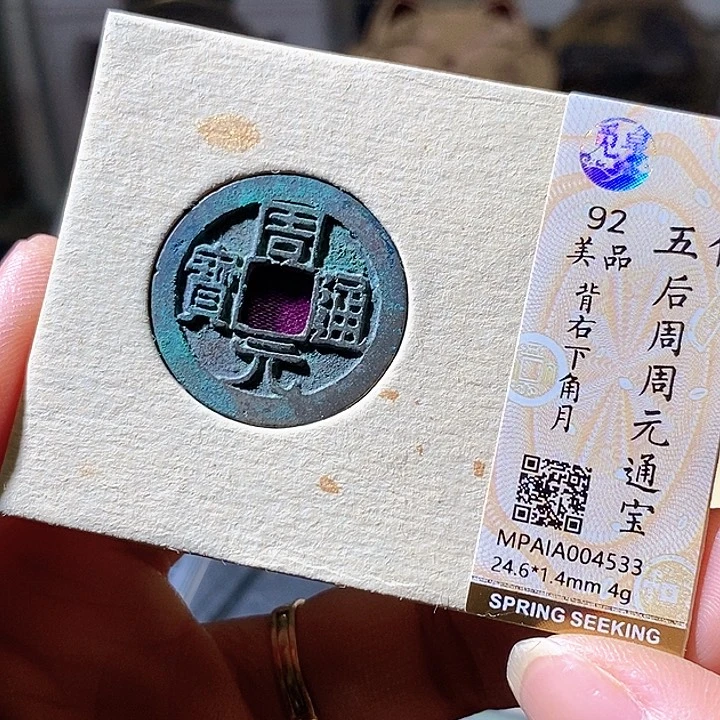 周元通寶
五后周周元通宝
92
美品
背右下角月
MPAIA004533
24.6*1.4mm 4g
SPRING SEEKING